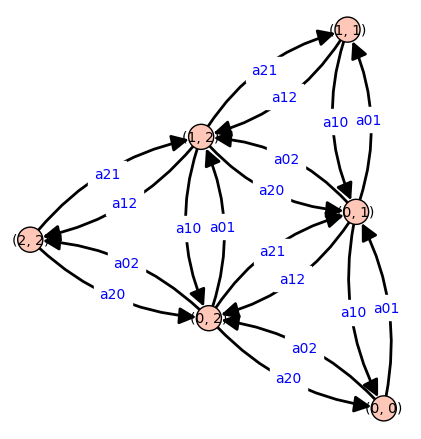 (1, 1)
a21
a12
a10
a01
(1, 2)
a02
a21
a20
a12
(0, 1)
a10
a01
(2, 2)
a21
a02
a12
a20
a10
a01
(0, 2)
a02
a20
(0, 0)